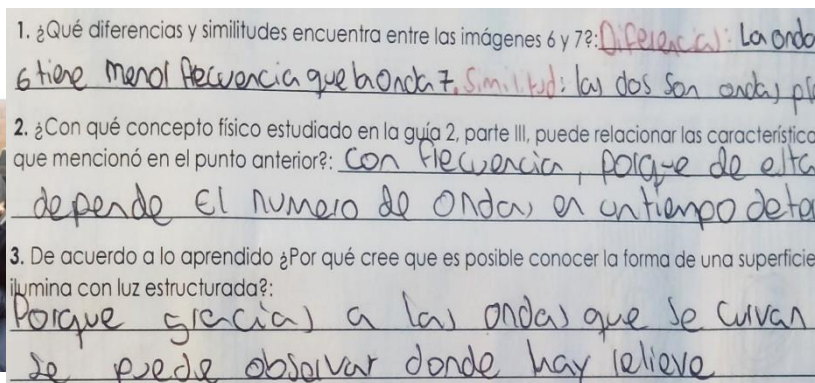 1. ¿Qué diferencias y similitudes encuentra entre las imágenes 6 y 7?: Diferencias: La onda
6 tiene menor frecuencia que la onda 7. Similitud: las dos son ondas
2. ¿Con qué concepto físico estudiado en la guía 2, parte III, puede relacionar las característica
que mencionó en el punto anterior?: Con frecuencia, porque de esta
depende El numero de Ondas en un tiempo dete
3. De acuerdo a lo aprendido ¿Por qué cree que es posible conocer la forma de una superficie
ilumina con luz estructurada?:
Porque gracias a las ondas que se curvan
se puede observar donde hay relieve